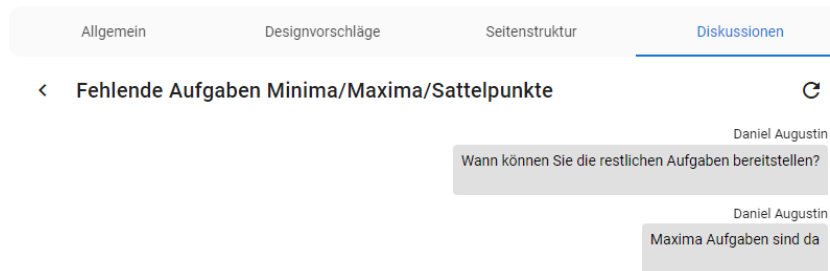 Allgemein Designvorschläge Seitenstruktur Diskussionen
Fehlende Aufgaben Minima/Maxima/Sattelpunkte
Daniel Augustin
Wann können Sie die restlichen Aufgaben bereitstellen?
Daniel Augustin
Maxima Aufgaben sind da